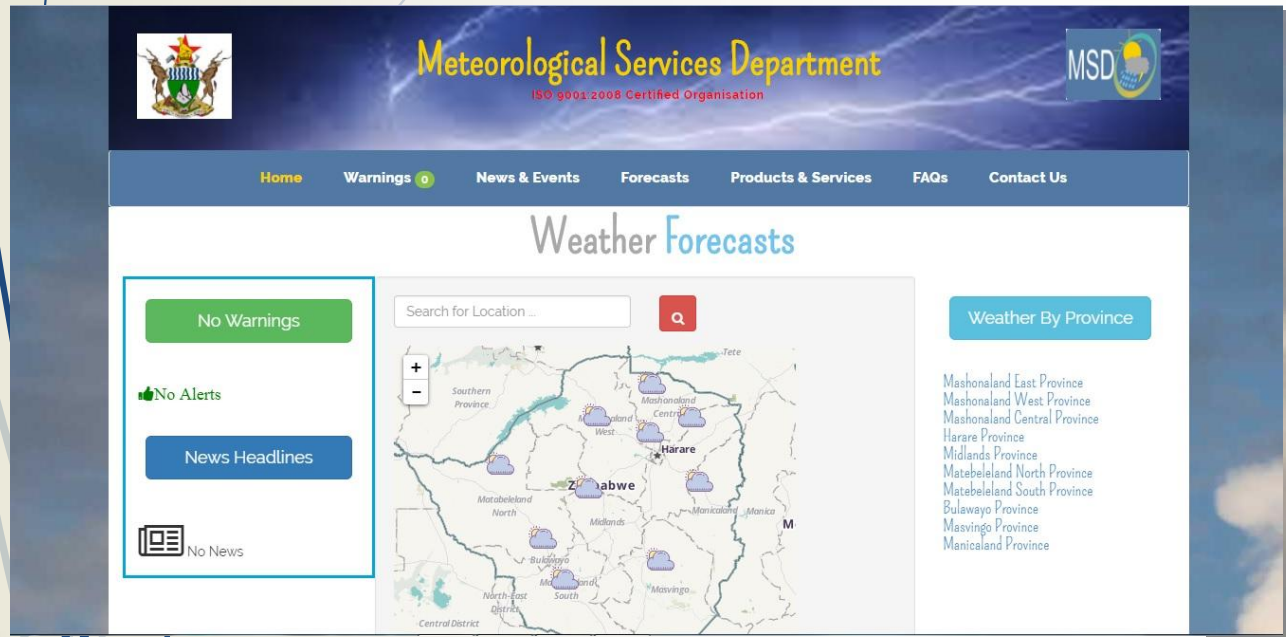 Meteorological Services Department
ISO 9001:2008 Certified Organisation
MSD
Home Warnings 0 News & Events Forecasts Products & Services FAQs Contact Us
Weather Forecasts
No Warnings
No Alerts
News Headlines
No News
Search for Location ...
+
-
Tete
Southern
Province
Mashonaland
Central
West
Harare
Matabeleland
North
Midlands
Manicaland
Manica
M
Bulawayo
South
Masvingo
North-East
District
Central District
Weather By Province
Mashonaland East Province
Mashonaland West Province
Mashonaland Central Province
Harare Province
Midlands Province
Matebeleland North Province
Matebeleland South Province
Bulawayo Province
Masvingo Province
Manicaland Province